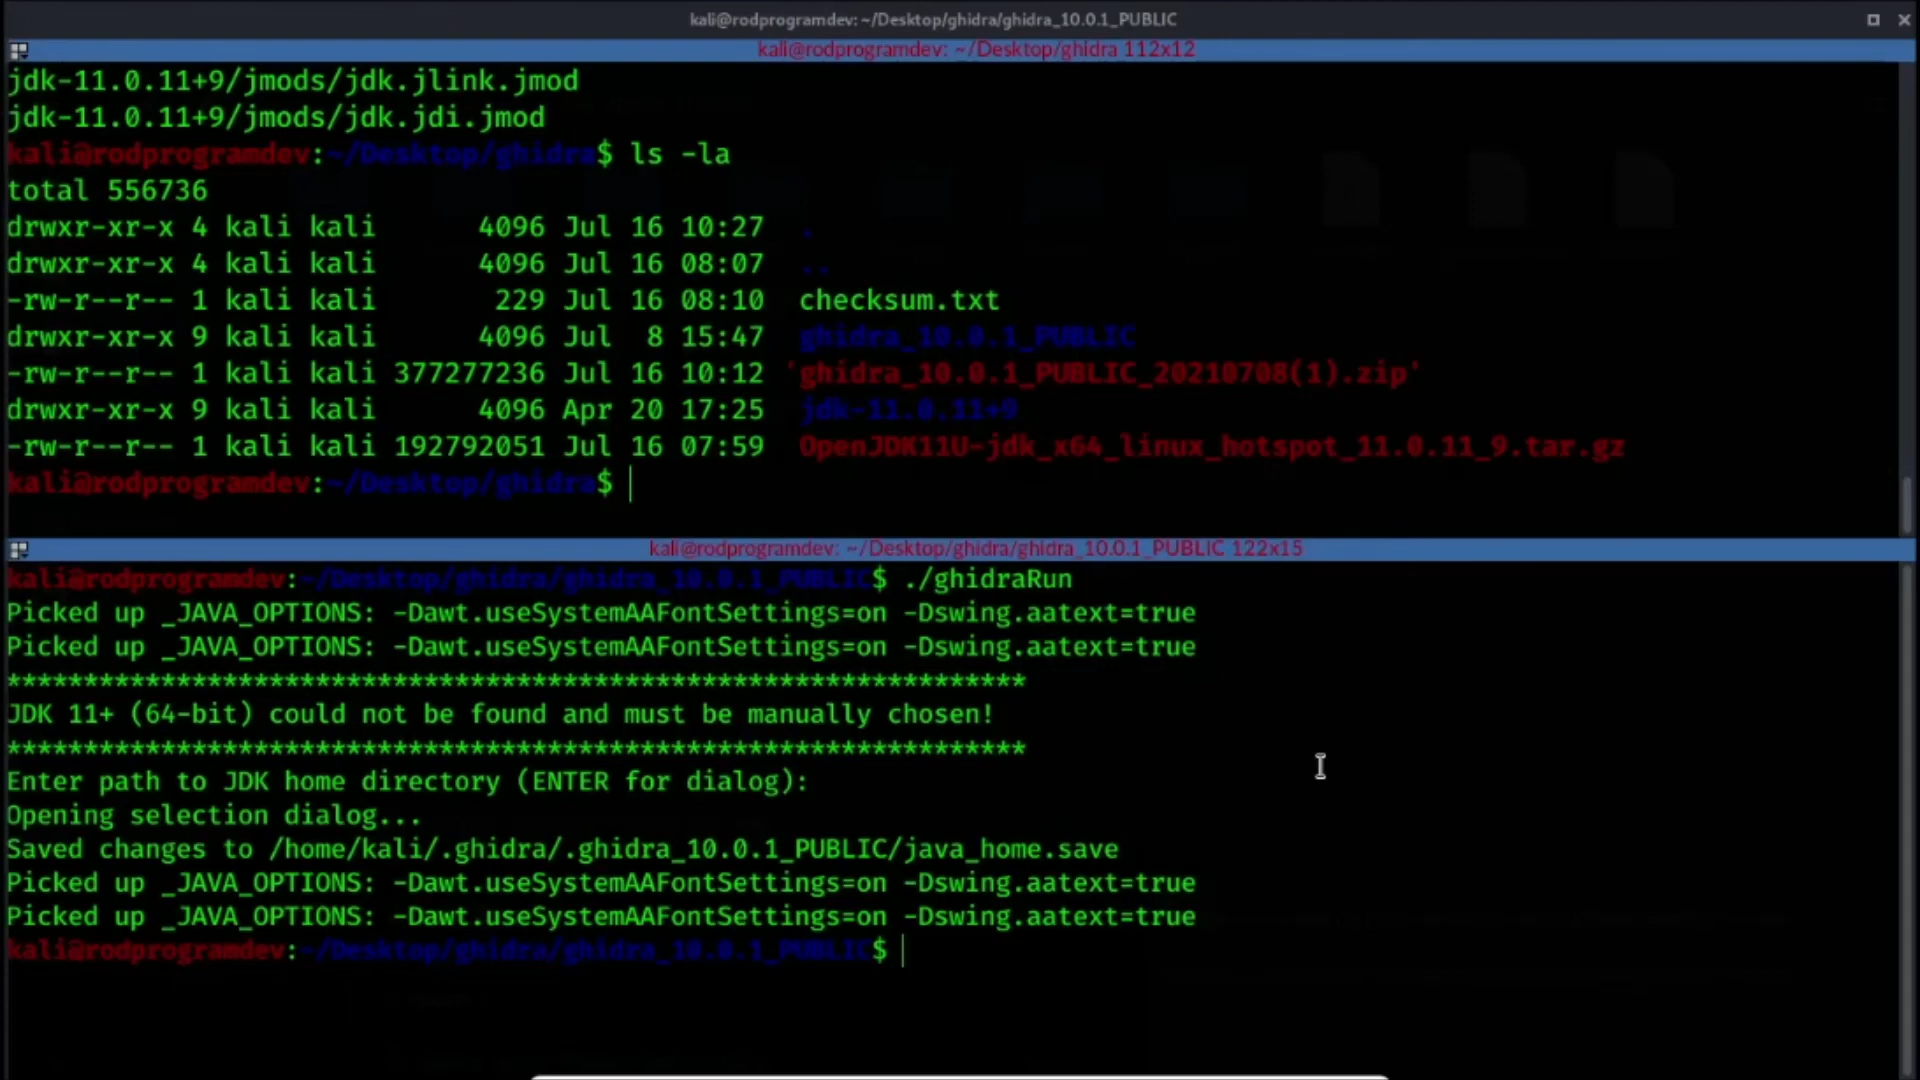 kali@rodprogramdev: ~/Desktop/ghidra/ghidra_10.0.1_PUBLIC
kali@rodprogramdev: ~/Desktop/ghidra 112x12
jdk-11.0.11+9/jmods/jdk.jlink.jmod
jdk-11.0.11+9/jmods/jdk.jdi.jmod
kali@rodprogramdev:~/Desktop/ghidra$ ls -la
total 556736
drwxr-xr-x 4 kali kali      4096 Jul 16 10:27  .
drwxr-xr-x 4 kali kali      4096 Jul 16 08:07  ..
-rw-r--r-- 1 kali kali       229 Jul 16 08:10  checksum.txt
drwxr-xr-x 9 kali kali      4096 Jul  8 15:47  ghidra_10.0.1_PUBLIC
-rw-r--r-- 1 kali kali 377277236 Jul 16 10:12 'ghidra_10.0.1_PUBLIC_20210708(1).zip'
drwxr-xr-x 9 kali kali      4096 Apr 20 17:25  jdk-11.0.11+9
-rw-r--r-- 1 kali kali 192792051 Jul 16 07:59  OpenJDK11U-jdk_x64_linux_hotspot_11.0.11_9.tar.gz
kali@rodprogramdev:~/Desktop/ghidra$
kali@rodprogramdev: ~/Desktop/ghidra/ghidra_10.0.1_PUBLIC 122x15
kali@rodprogramdev:~/Desktop/ghidra/ghidra_10.0.1_PUBLIC$ ./ghidraRun
Picked up _JAVA_OPTIONS: -Dawt.useSystemAAFontSettings=on -Dswing.aatext=true
Picked up _JAVA_OPTIONS: -Dawt.useSystemAAFontSettings=on -Dswing.aatext=true
******************************************************************
JDK 11+ (64-bit) could not be found and must be manually chosen!
******************************************************************
Enter path to JDK home directory (ENTER for dialog):
Opening selection dialog...
Saved changes to /home/kali/.ghidra/.ghidra_10.0.1_PUBLIC/java_home.save
Picked up _JAVA_OPTIONS: -Dawt.useSystemAAFontSettings=on -Dswing.aatext=true
Picked up _JAVA_OPTIONS: -Dawt.useSystemAAFontSettings=on -Dswing.aatext=true
kali@rodprogramdev:~/Desktop/ghidra/ghidra_10.0.1_PUBLIC$